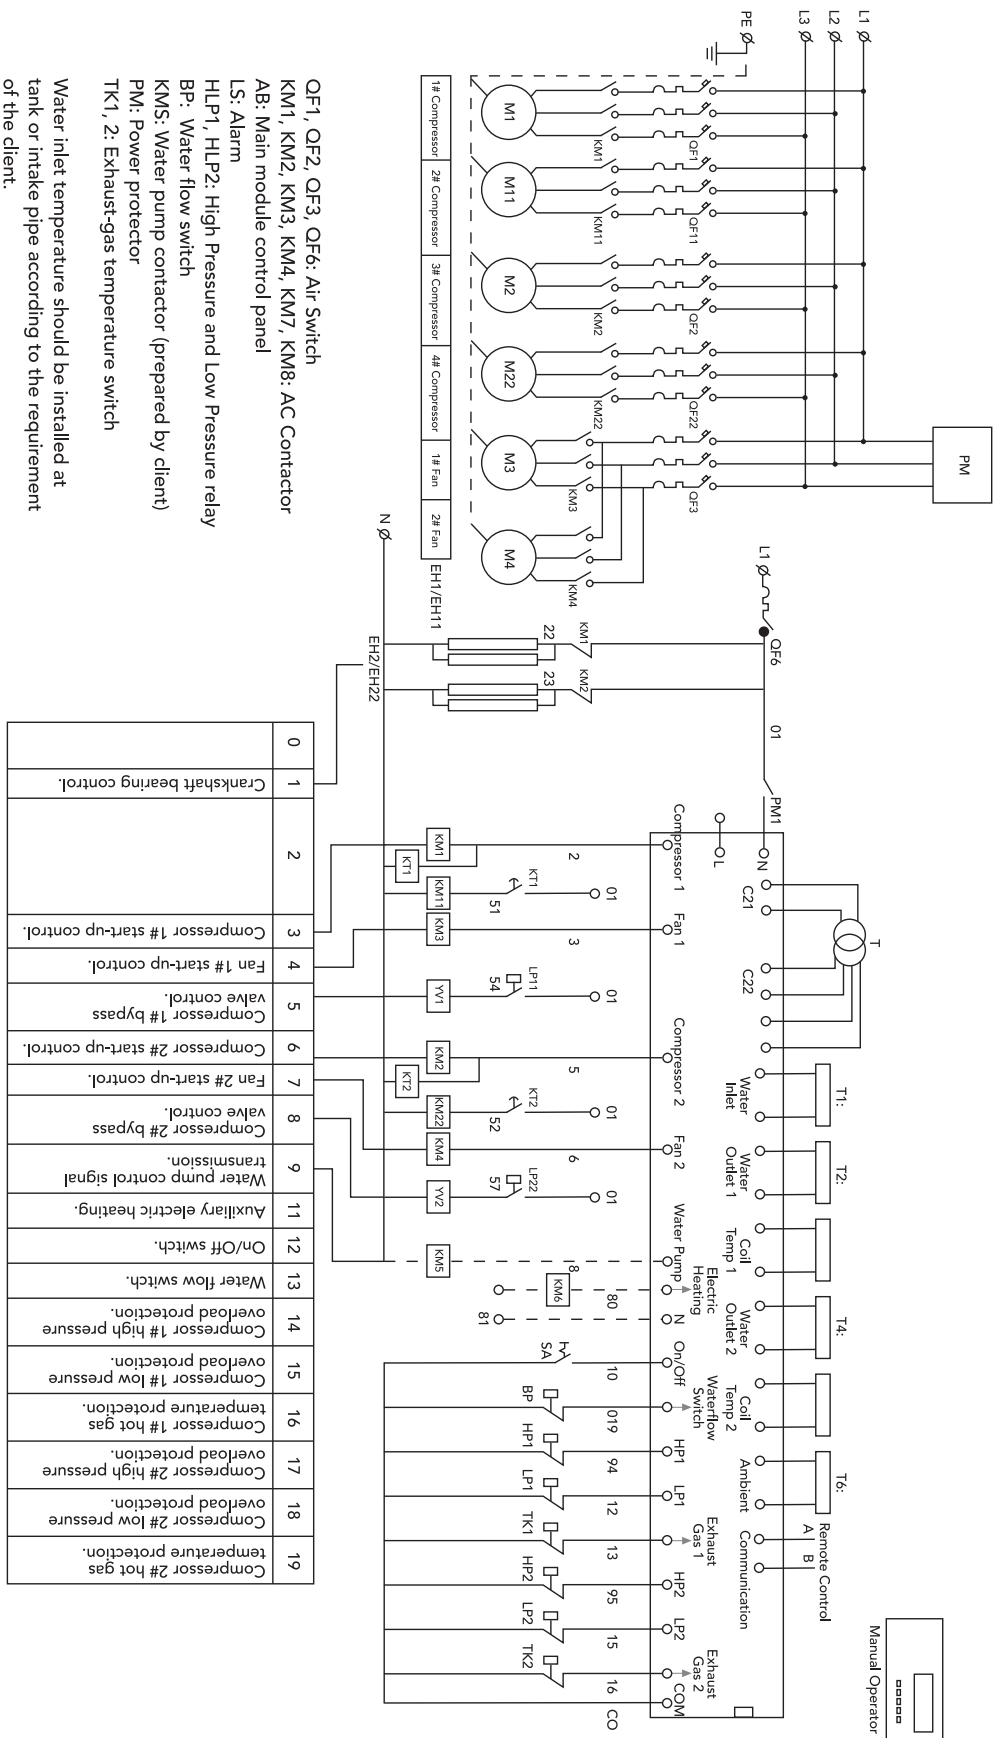 L1
L2
L3
PE
PM
QF1
QF11
QF2
QF22
QF3
KM1
KM11
KM2
KM22
KM3
KM4
M1
M11
M2
M22
M3
M4
1# Compressor
2# Compressor
3# Compressor
4# Compressor
1# Fan
2# Fan
QF1, QF2, QF3, QF6: Air Switch
KM1, KM2, KM3, KM4, KM7, KM8: AC Contactor
AB: Main module control panel
LS: Alarm
HLP1, HLP2: High Pressure and Low Pressure relay
BP: Water flow switch
KMS: Water pump contactor (prepared by client)
PM: Power protector
TK1, 2: Exhaust-gas temperature switch
Water inlet temperature should be installed at
tank or intake pipe according to the requirement
of the client.
L1
QF6
01
PM1
N
L
KM1
KM2
22
23
EH1/EH11
EH2/EH22
N
T
C21
C22
T1:
T2:
T4:
T6:
Water
Inlet
Water
Outlet 1
Coil
Temp 1
Water
Outlet 2
Coil
Temp 2
Ambient
Communication
A
B
Remote Control
Manual Operator
Compressor 1
Fan 1
Compressor 2
Fan 2
Water Pump
Electric
Heating
N
On/Off
Waterflow
Switch
HP1
LP1
Exhaust
Gas 1
HP2
LP2
Exhaust
Gas 2
COM
2
01
3
01
5
01
6
01
8
80
81
10
019
94
12
13
95
15
16
CO
KT1
51
LP11
54
KT2
52
LP22
57
SA
BP
HP1
LP1
TK1
HP2
LP2
TK2
KM1
KT1
KM11
KM3
YV1
KM2
KT2
KM22
KM4
YV2
KM5
KM6
0
1
Crankshaft bearing control.
2
3
Compressor 1# start-up control.
4
Fan 1# start-up control.
5
Compressor 1# bypass
valve control.
6
Compressor 2# start-up control.
7
Fan 2# start-up control.
8
Compressor 2# bypass
valve control.
9
Water pump control signal
transmission.
11
Auxiliary electric heating.
12
On/Off switch.
13
Water flow switch.
14
Compressor 1# high pressure
overload protection.
15
Compressor 1# low pressure
overload protection.
16
Compressor 1# hot gas
temperature protection.
17
Compressor 2# high pressure
overload protection.
18
Compressor 2# low pressure
overload protection.
19
Compressor 2# hot gas
temperature protection.